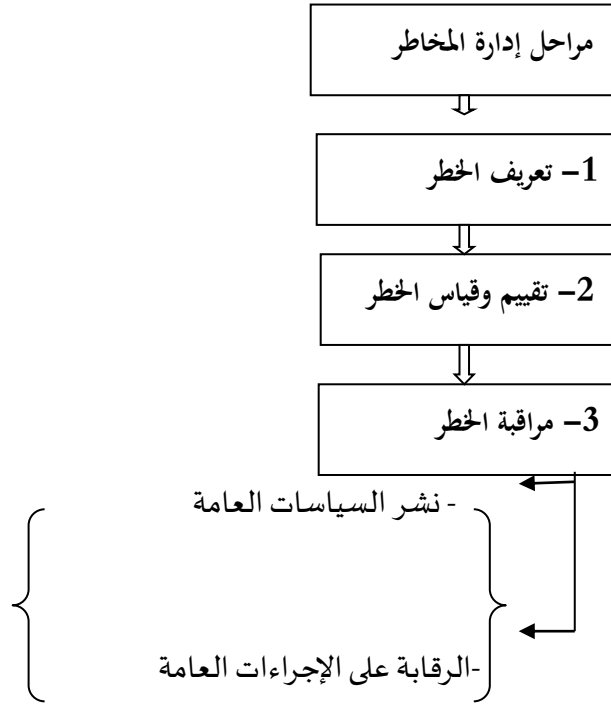 مراحل إدارة المخاطر
1- تعريف الخطر
2- تقييم وقياس الخطر
3- مراقبة الخطر
- نشر السياسات العامة
-الرقابة على الإجراءات العامة